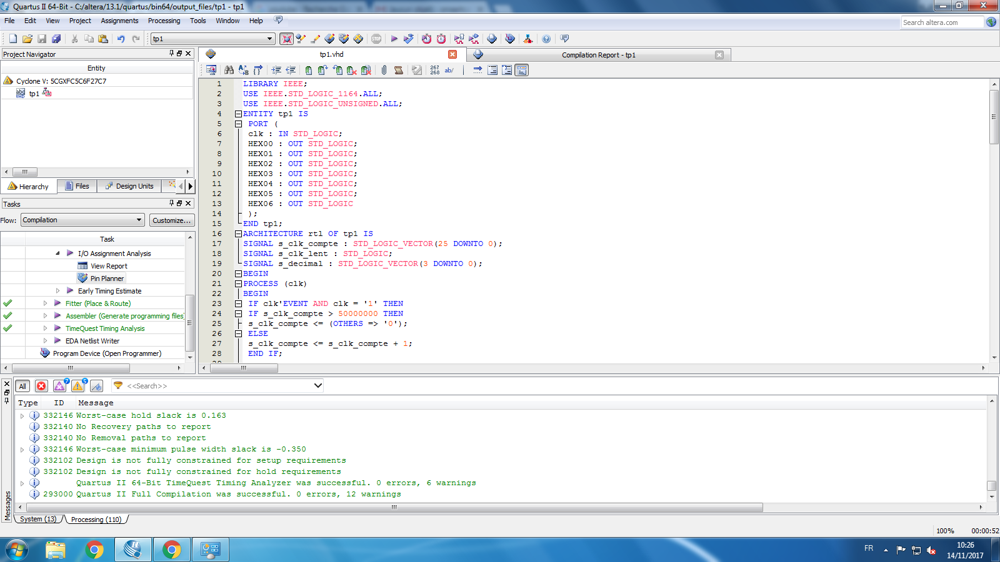 Quartus II 64-Bit - C:/altera/13.1/quartus/bin64/output_files/tp1 - tp1
File Edit View Project Assignments Processing Tools Window Help
Search altera.com
tp1
STOP
Project Navigator
Entity
Cyclone V: 5CGXFC5C6F27C7
tp1
Hierarchy Files Design Units
Tasks
Flow: Compilation Customize...
Task
I/O Assignment Analysis
View Report
Pin Planner
Early Timing Estimate
Fitter (Place & Route)
Assembler (Generate programming files)
TimeQuest Timing Analysis
EDA Netlist Writer
Program Device (Open Programmer)
tp1.vhd
Compilation Report - tp1
267
268
ab/
1 LIBRARY IEEE;
2 USE IEEE.STD_LOGIC_1164.ALL;
3 USE IEEE.STD_LOGIC_UNSIGNED.ALL;
4 ENTITY tp1 IS
5 PORT (
6 clk : IN STD_LOGIC;
7 HEX00 : OUT STD_LOGIC;
8 HEX01 : OUT STD_LOGIC;
9 HEX02 : OUT STD_LOGIC;
10 HEX03 : OUT STD_LOGIC;
11 HEX04 : OUT STD_LOGIC;
12 HEX05 : OUT STD_LOGIC;
13 HEX06 : OUT STD_LOGIC
14 );
15 END tp1;
16 ARCHITECTURE rtl OF tp1 IS
17 SIGNAL s_clk_compte : STD_LOGIC_VECTOR(25 DOWNTO 0);
18 SIGNAL s_clk_lent : STD_LOGIC;
19 SIGNAL s_decimal : STD_LOGIC_VECTOR(3 DOWNTO 0);
20 BEGIN
21 PROCESS (clk)
22 BEGIN
23 IF clk'EVENT AND clk = '1' THEN
24 IF s_clk_compte > 50000000 THEN
25 s_clk_compte <= (OTHERS => '0');
26 ELSE
27 s_clk_compte <= s_clk_compte + 1;
28 END IF;
All 7 5 <<Search>>
Type ID Message
332146 Worst-case hold slack is 0.163
332140 No Recovery paths to report
332140 No Removal paths to report
332146 Worst-case minimum pulse width slack is -0.350
332102 Design is not fully constrained for setup requirements
332102 Design is not fully constrained for hold requirements
Quartus II 64-Bit TimeQuest Timing Analyzer was successful. 0 errors, 6 warnings
293000 Quartus II Full Compilation was successful. 0 errors, 12 warnings
Messages
System (13) Processing (110)
100% 00:00:52
FR
10:26
14/11/2017